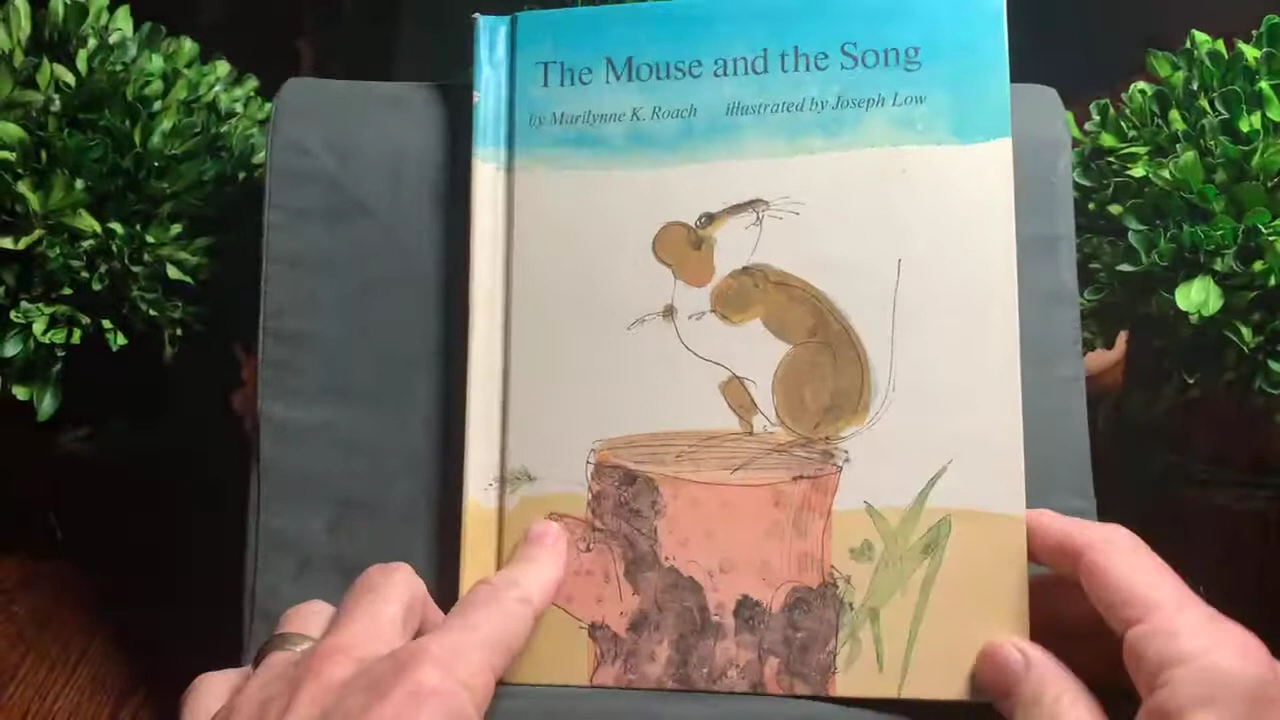 The Mouse and the Song
by Marilynne K. Roach illustrated by Joseph Low